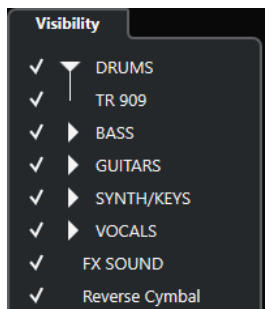 Visibility
DRUMS
TR 909
BASS
GUITARS
SYNTH/KEYS
VOCALS
FX SOUND
Reverse Cymbal